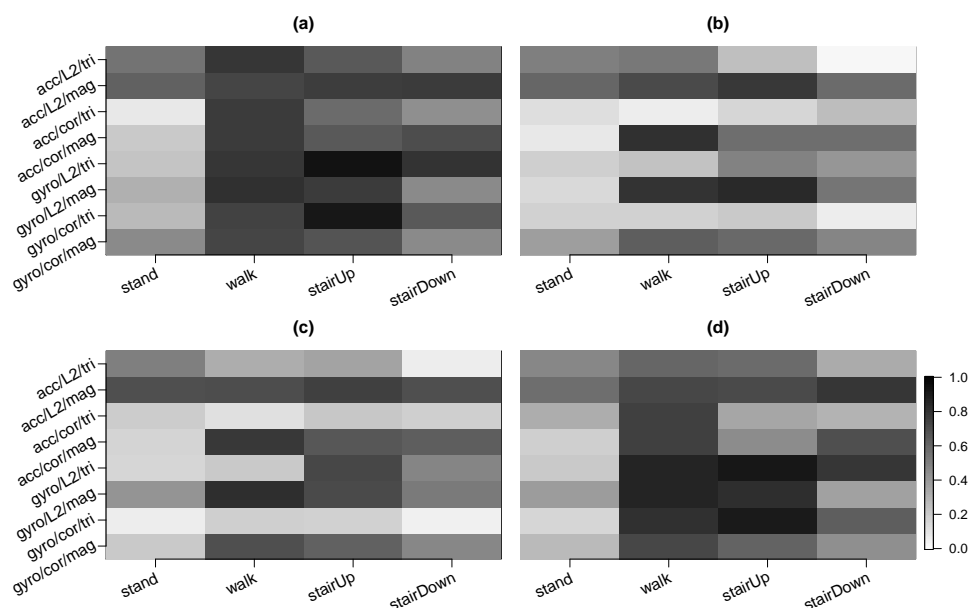 (a)
(b)
acc/L2/tri
acc/L2/mag
acc/cor/tri
acc/cor/mag
gyro/L2/tri
gyro/L2/mag
gyro/cor/tri
gyro/cor/mag
stand walk stairUp stairDown
stand walk stairUp stairDown
(c)
(d)
acc/L2/tri
acc/L2/mag
acc/cor/tri
acc/cor/mag
gyro/L2/tri
gyro/L2/mag
gyro/cor/tri
gyro/cor/mag
stand walk stairUp stairDown
stand walk stairUp stairDown
1.0
0.8
0.6
0.4
0.2
0.0